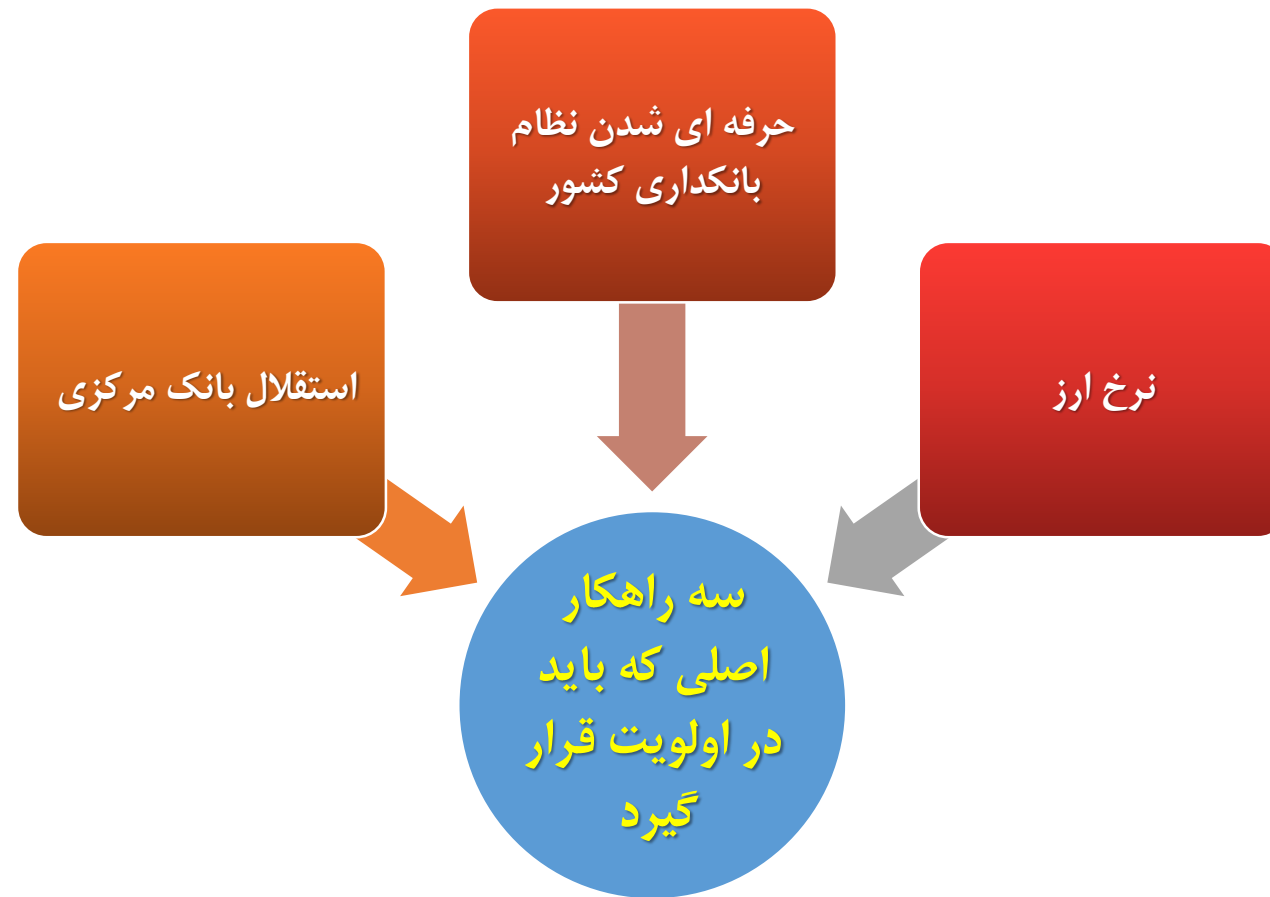 حرفه ای شدن نظام
بانکداری کشور
نرخ ارز
استقلال بانک مرکزی
سه راهکار
اصلی که باید
در اولویت قرار
گیرد